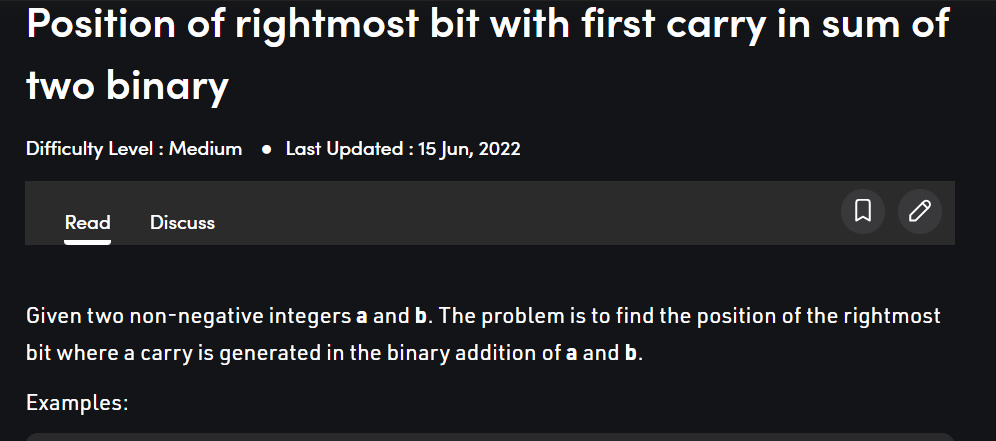 Position of rightmost bit with first carry in sum of
two binary
Difficulty Level : Medium ● Last Updated : 15 Jun, 2022
Read Discuss
Given two non-negative integers a and b. The problem is to find the position of the rightmost
bit where a carry is generated in the binary addition of a and b.
Examples: